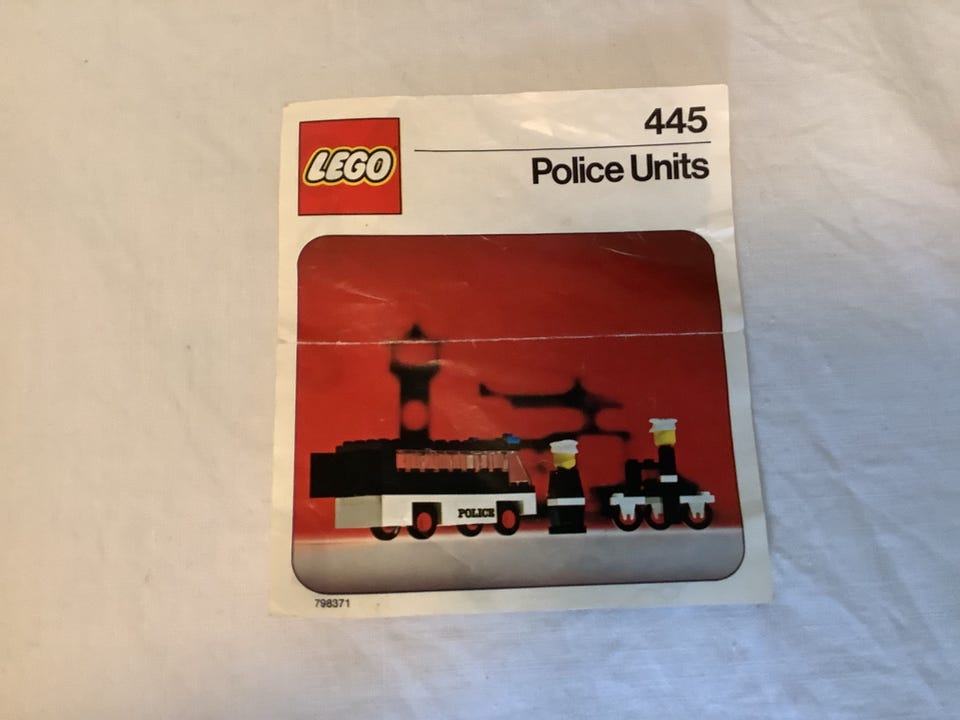 LEGO
445
Police Units
POLICE
798371